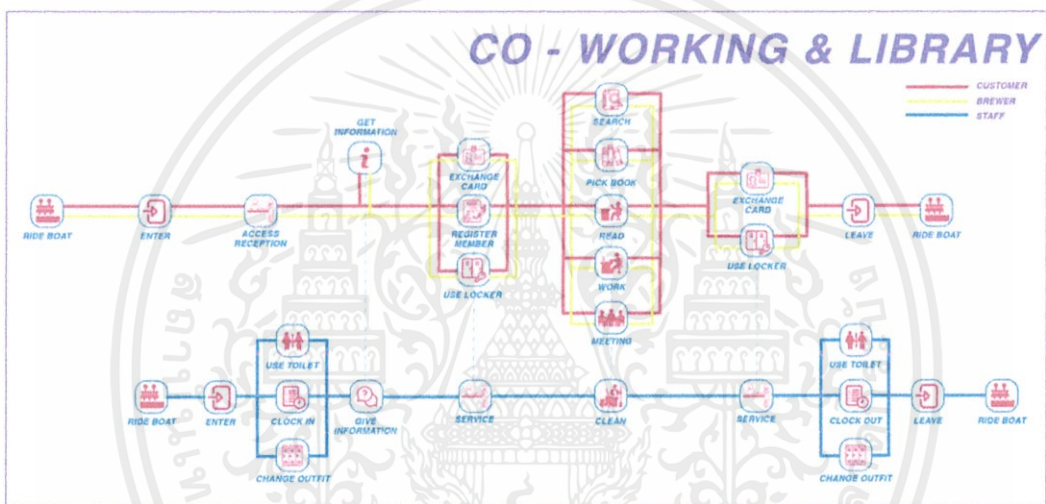 CO - WORKING & LIBRARY
CUSTOMER
BREWER
STAFF
GET
INFORMATION
SEARCH
EXCHANGE
CARD
PICK BOOK
EXCHANGE
CARD
RIDE BOAT
ENTER
ACCESS
RECEPTION
REGISTER
MEMBER
READ
LEAVE
RIDE BOAT
USE LOCKER
WORK
USE LOCKER
MEETING
USE TOILET
USE TOILET
RIDE BOAT
ENTER
CLOCK IN
GIVE
INFORMATION
SERVICE
CLEAN
SERVICE
CLOCK OUT
LEAVE
RIDE BOAT
CHANGE OUTFIT
CHANGE OUTFIT